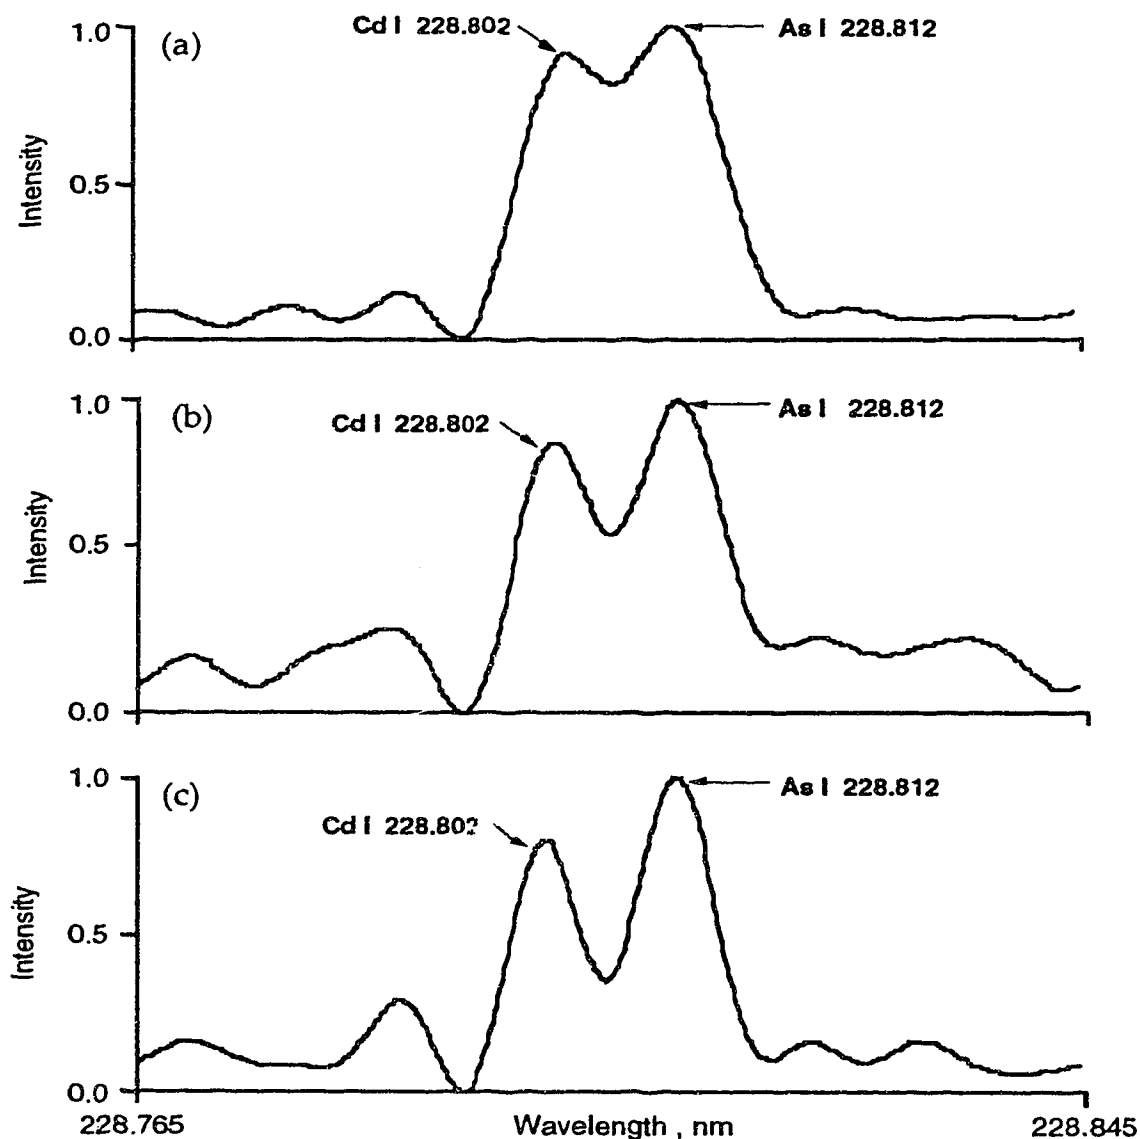 (a)
Cd I 228.802
As I 228.812
1.0
0.5
0.0
Intensity
(b)
Cd I 228.802
As I 228.812
1.0
0.5
0.0
Intensity
(c)
Cd I 228.802
As I 228.812
1.0
0.5
0.0
Intensity
228.765
Wavelength , nm
228.845